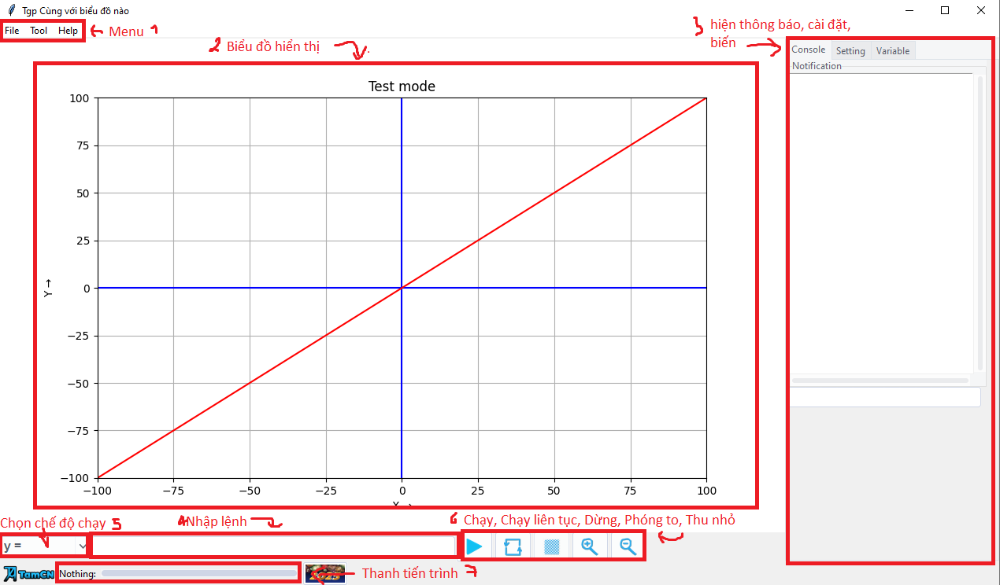 Tgp Cùng với biểu đồ nào
File Tool Help
Menu 1
2 Biểu đồ hiển thị
3 hiện thông báo, cài đặt,
biến
Console Setting Variable
Notification
Test mode
100
75
50
25
0
−25
−50
−75
−100
Y →
−100 −75 −50 −25 0 25 50 75 100
X →
Chọn chế độ chạy 5
4 Nhập lệnh
6 Chạy, Chạy liên tục, Dừng, Phóng to, Thu nhỏ
y =
TamCN
Nothing:
2023
Thanh tiến trình 7